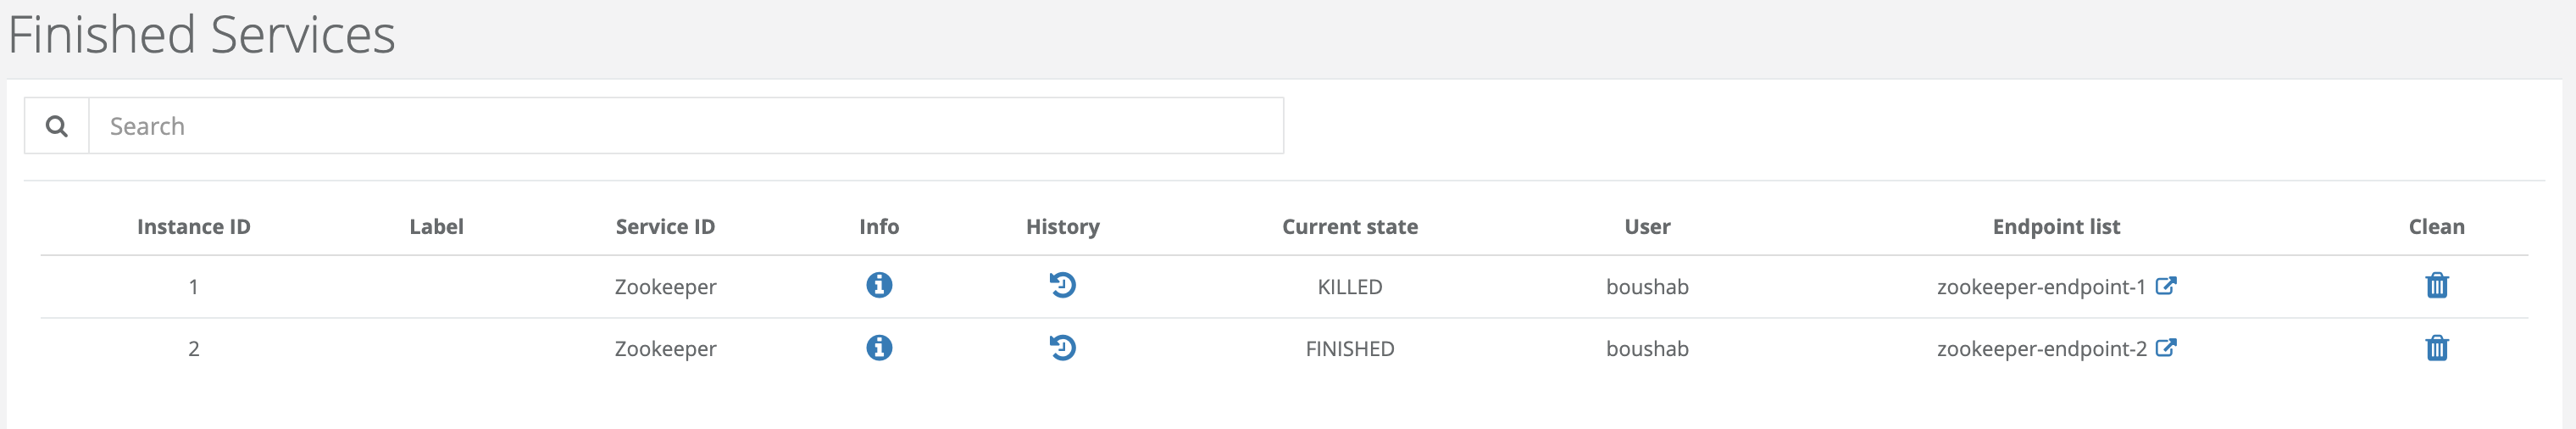 Finished Services
Search
Instance ID Label Service ID Info History Current state User Endpoint list Clean
1 Zookeeper KILLED boushab zookeeper-endpoint-1
2 Zookeeper FINISHED boushab zookeeper-endpoint-2